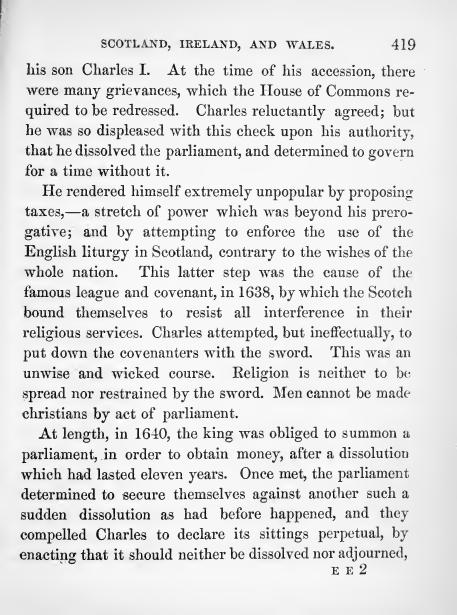 SCOTLAND, IRELAND, AND WALES. 419
his son Charles I. At the time of his accession, there
were many grievances, which the House of Commons re-
quired to be redressed. Charles reluctantly agreed; but
he was so displeased with this check upon his authority,
that he dissolved the parliament, and determined to govern
for a time without it.
He rendered himself extremely unpopular by proposing
taxes,—a stretch of power which was beyond his prero-
gative; and by attempting to enforce the use of the
English liturgy in Scotland, contrary to the wishes of the
whole nation. This latter step was the cause of the
famous league and covenant, in 1638, by which the Scotch
bound themselves to resist all interference in their
religious services. Charles attempted, but ineffectually, to
put down the covenanters with the sword. This was an
unwise and wicked course. Religion is neither to be
spread nor restrained by the sword. Men cannot be made
christians by act of parliament.
At length, in 1640, the king was obliged to summon a
parliament, in order to obtain money, after a dissolution
which had lasted eleven years. Once met, the parliament
determined to secure themselves against another such a
sudden dissolution as had before happened, and they
compelled Charles to declare its sittings perpetual, by
enacting that it should neither be dissolved nor adjourned,
E E 2